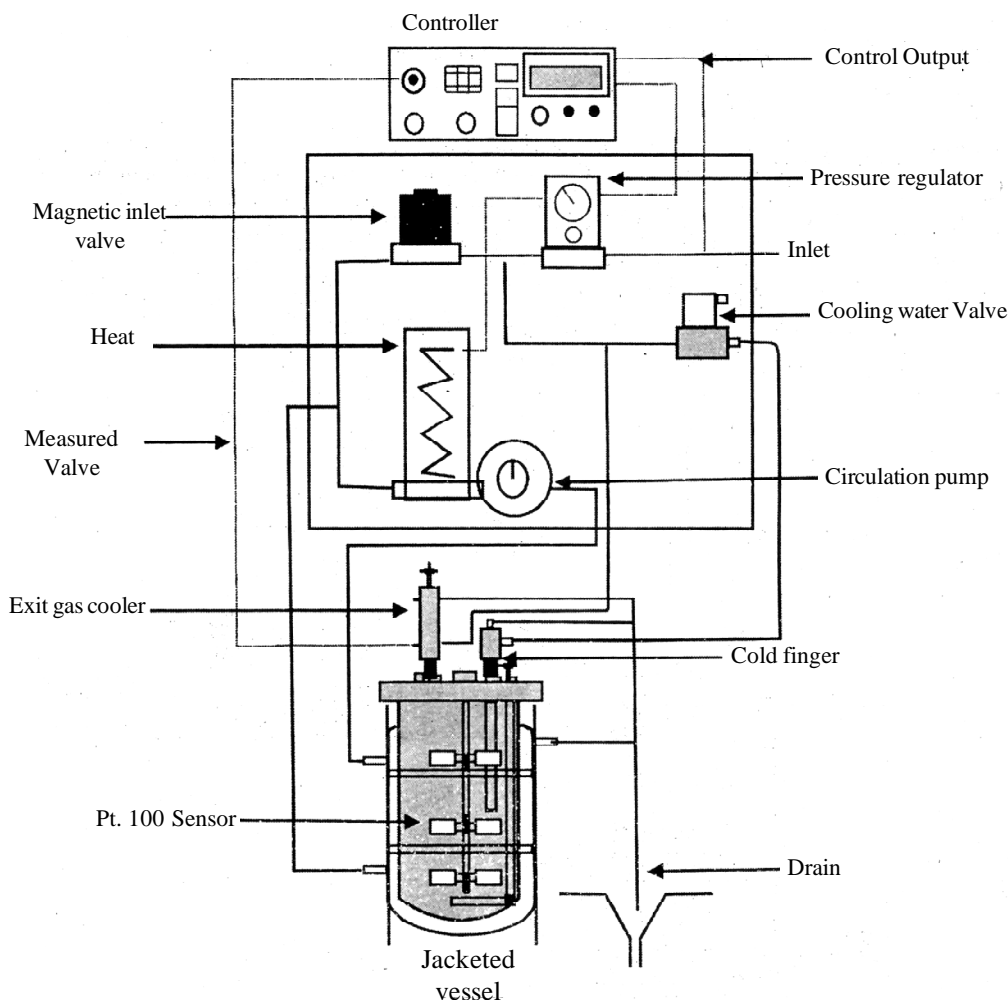 Controller
Control Output
Pressure regulator
Magnetic inlet
valve
Inlet
Cooling water Valve
Heat
Measured
Valve
Circulation pump
Exit gas cooler
Cold finger
Pt. 100 Sensor
Drain
Jacketed
vessel